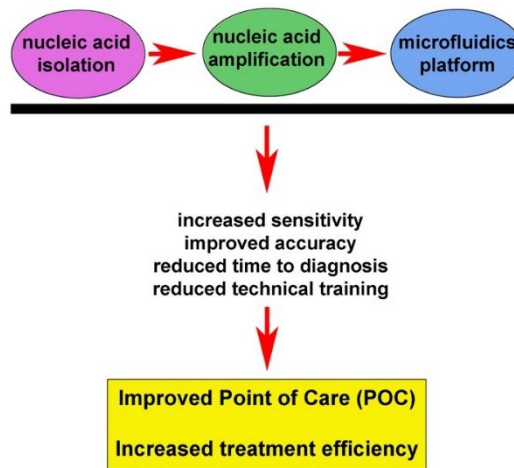 nucleic acid
isolation
nucleic acid
amplification
microfluidics
platform
increased sensitivity
improved accuracy
reduced time to diagnosis
reduced technical training
Improved Point of Care (POC)
Increased treatment efficiency